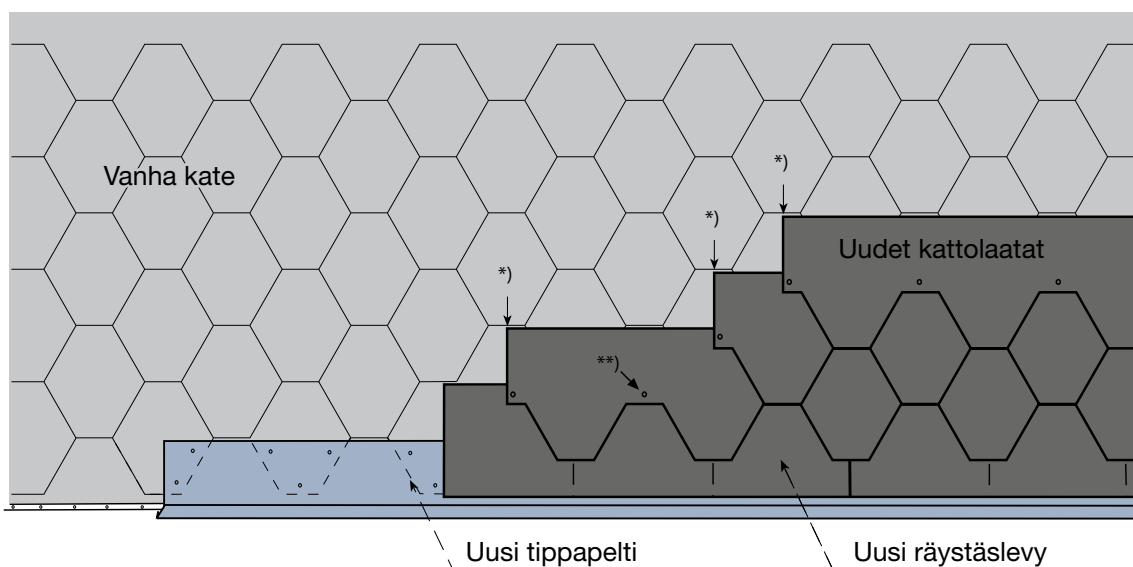 *)
Vanha kate
*)
Uudet kattolaatat
*)
**)
Uusi tippapelti
Uusi räystäslevy